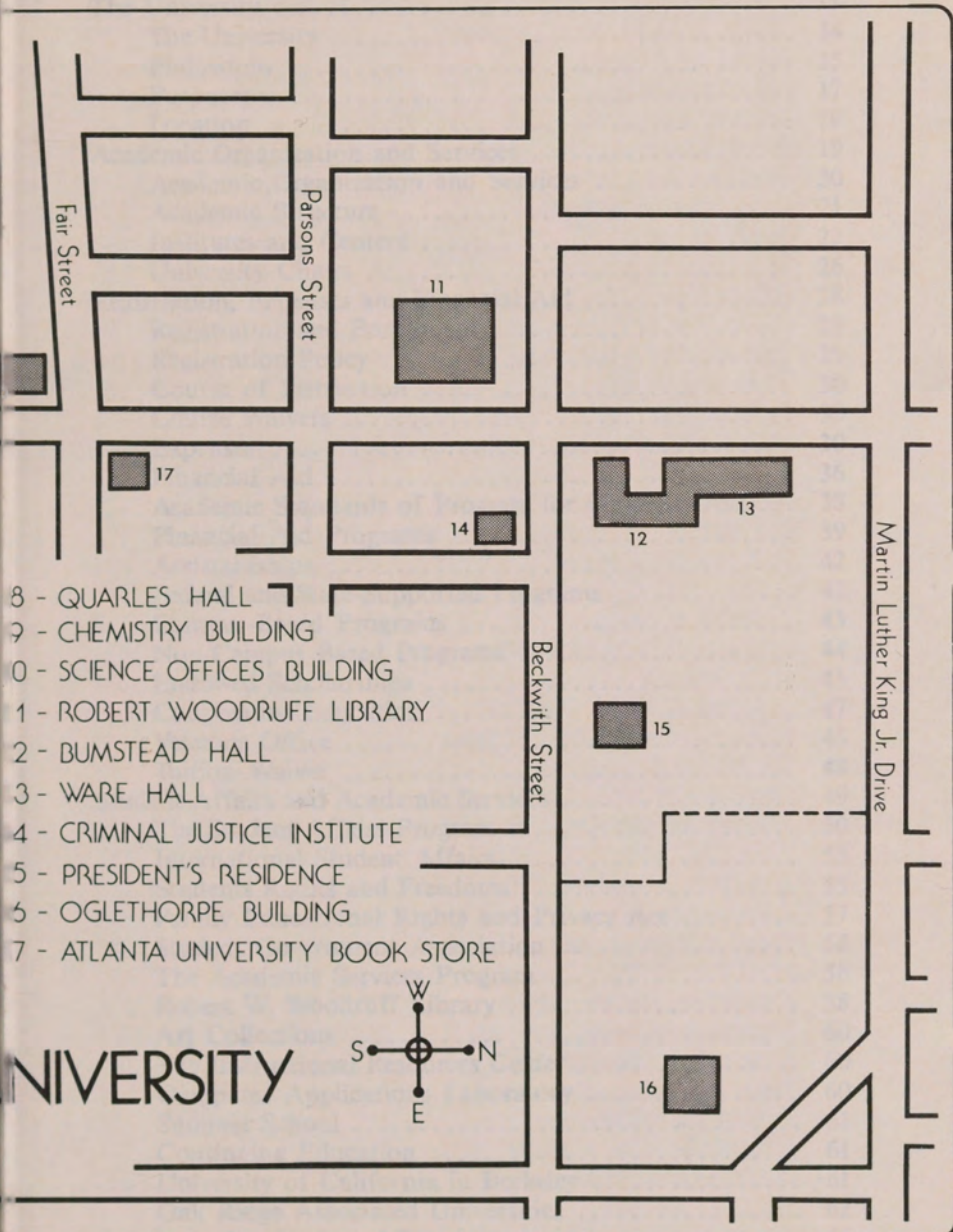 Fair Street
Parsons Street
11
17
14
13
12
Martin Luther King Jr. Drive
8 - QUARLES HALL
9 - CHEMISTRY BUILDING
0 - SCIENCE OFFICES BUILDING
1 - ROBERT WOODRUFF LIBRARY
2 - BUMSTEAD HALL
3 - WARE HALL
4 - CRIMINAL JUSTICE INSTITUTE
5 - PRESIDENT'S RESIDENCE
6 - OGLETHORPE BUILDING
7 - ATLANTA UNIVERSITY BOOK STORE
Beckwith Street
15
W
S N
E
NIVERSITY
16